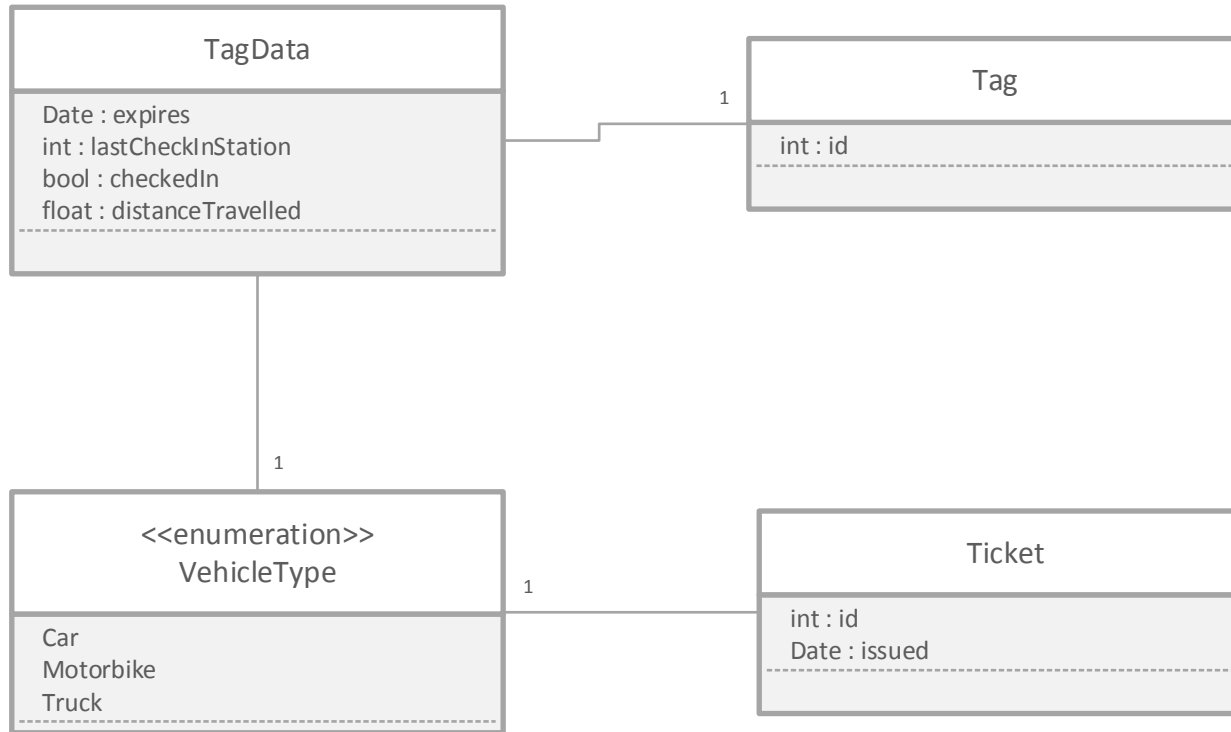 TagData
Date : expires
int : lastCheckInStation
bool : checkedIn
float : distanceTravelled
1
Tag
int : id
1
<<enumeration>>
VehicleType
Car
Motorbike
Truck
1
Ticket
int : id
Date : issued